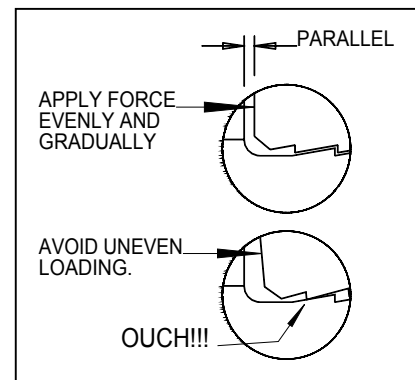 PARALLEL
APPLY FORCE
EVENLY AND
GRADUALLY
AVOID UNEVEN
LOADING.
OUCH!!!